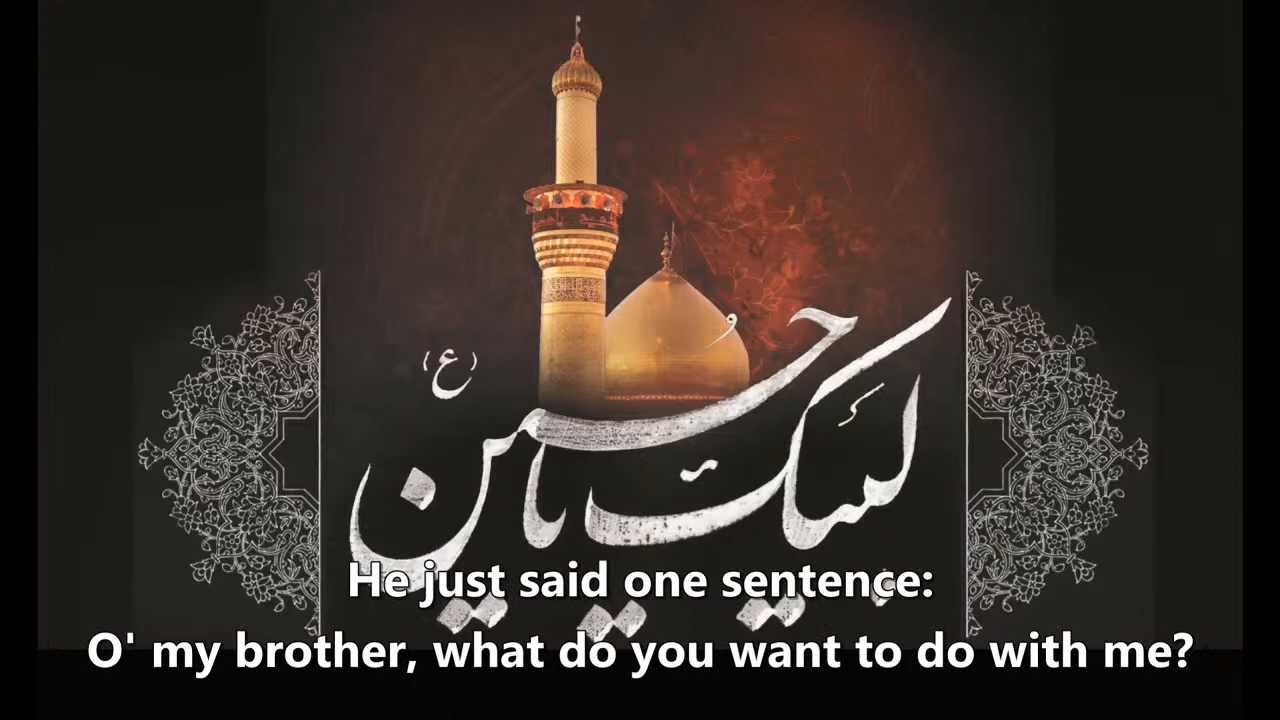 (ع)
لبیک یا حسین
He just said one sentence:
O' my brother, what do you want to do with me?